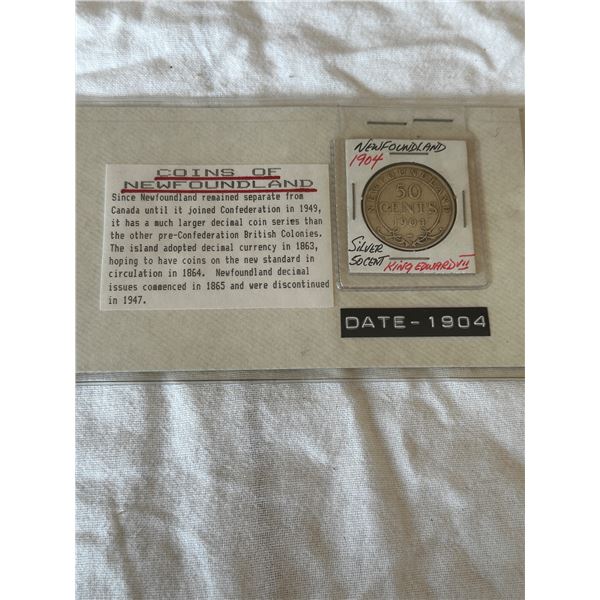 COINS OF
NEWFOUNDLAND
Since Newfoundland remained separate from
Canada until it joined Confederation in 1949,
it has a much larger decimal coin series than
the other pre-Confederation British Colonies.
The island adopted decimal currency in 1863,
hoping to have coins on the new standard in
circulation in 1864. Newfoundland decimal
issues commenced in 1865 and were discontinued
in 1947.
NEWFOUNDLAND
1904
NEWFOUNDLAND
50
CENTS
1904
SILVER
50 CENT
KING EDWARD VII
DATE-1904